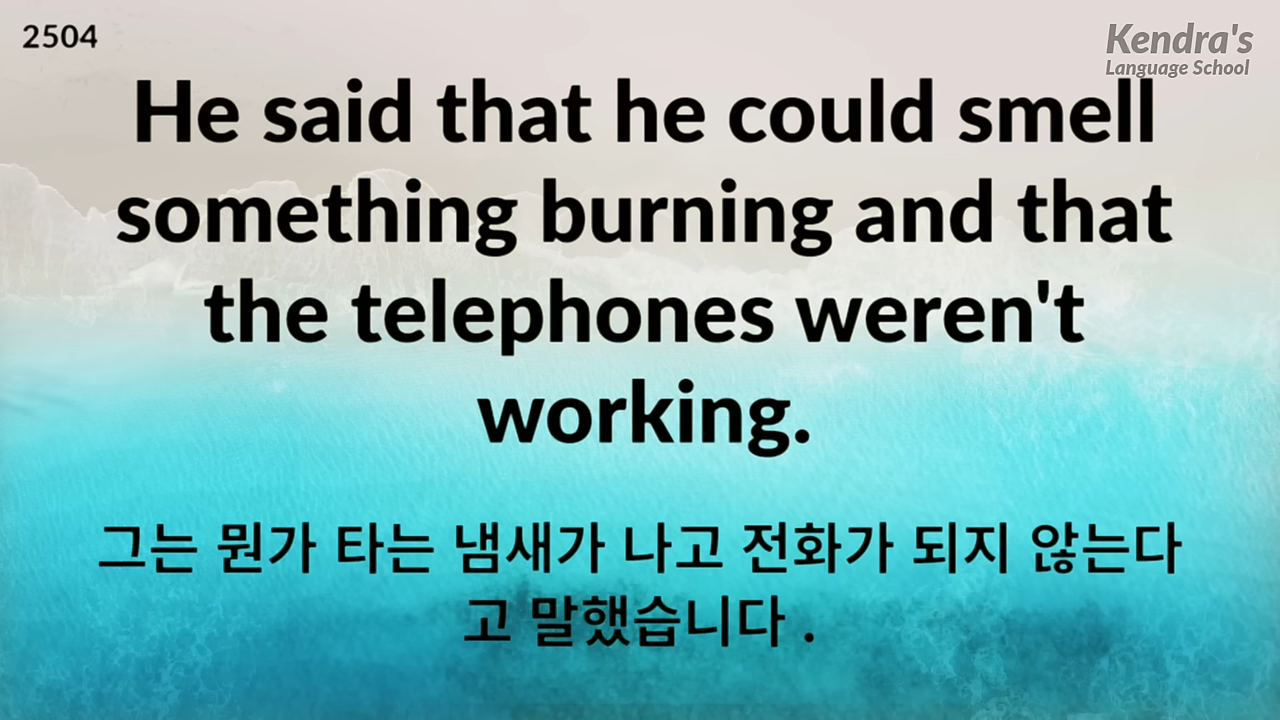 2504
Kendra's
Language School
He said that he could smell
something burning and that
the telephones weren't
working.
그는 뭔가 타는 냄새가 나고 전화가 되지 않는다
고 말했습니다 .